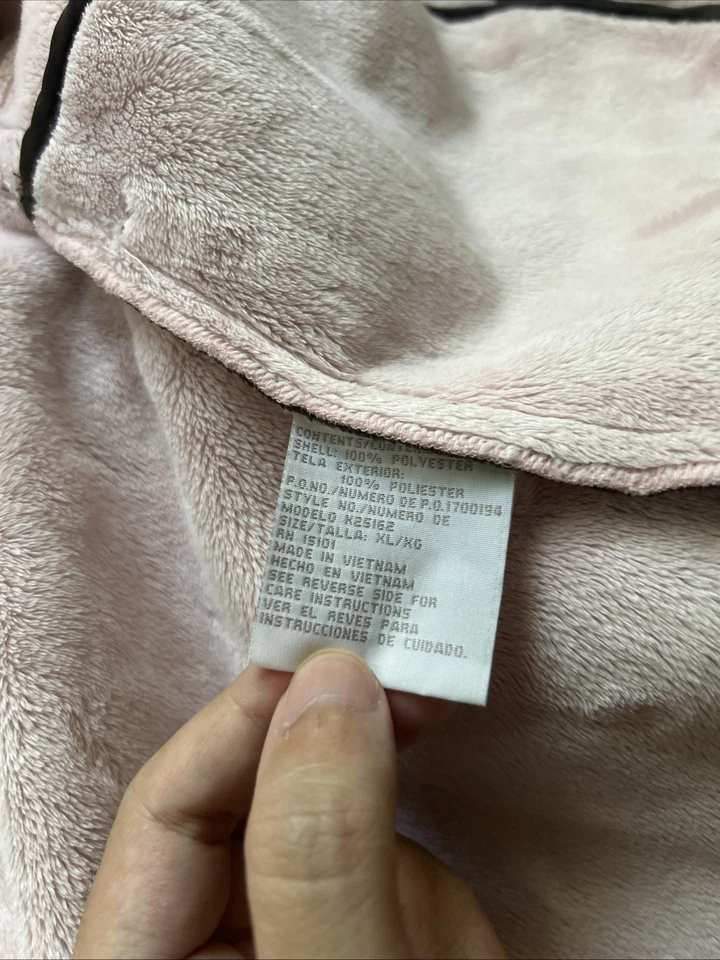 CONTENTS/
SHELL: 100% POLYESTER
TELA EXTERIOR:
100% POLIESTER
P.O.NO./NUMERO DE P.O.1700194
STYLE NO./NUMERO DE
MODELO K25162
SIZE/TALLA: XL/XG
RN 15101
MADE IN VIETNAM
HECHO EN VIETNAM
SEE REVERSE SIDE FOR
CARE INSTRUCTIONS
VER EL REVES PARA
INSTRUCCIONES DE CUIDADO.